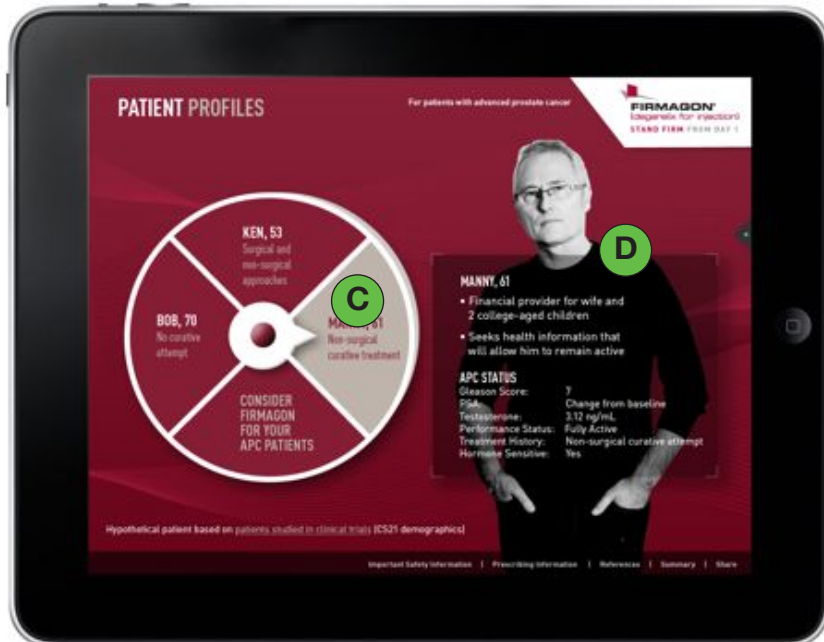 PATIENT PROFILES
For patients with advanced prostate cancer
FIRMAGON®
(degarelix for injection)
STAND FIRM FROM DAY 1
KEN, 53
Surgical and
non-surgical
approaches
C
D
BOB, 70
No curative
attempt
MANNY, 61
Non-surgical
curative treatment
CONSIDER
FIRMAGON
FOR YOUR
APC PATIENTS
MANNY, 61
▪ Financial provider for wife and
2 college-aged children
▪ Seeks health information that
will allow him to remain active
APC STATUS
Gleason Score: 7
PSA: Change from baseline
Testosterone: 3.12 ng/mL
Performance Status: Fully Active
Treatment History: Non-surgical curative attempt
Hormone Sensitive: Yes
Hypothetical patient based on patients studied in clinical trials (CS21 demographics)
Important Safety Information | Prescribing Information | References | Summary | Share